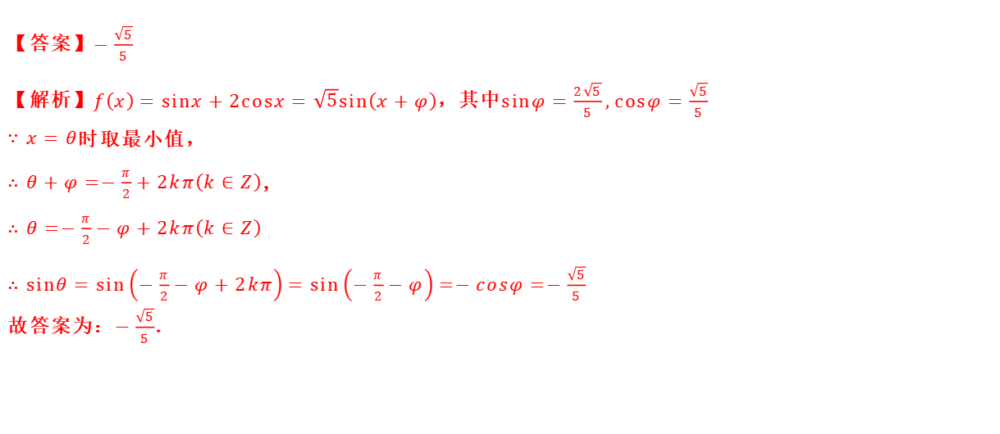 【答案】$-\frac{\sqrt{5}}{5}$
【解析】$f(x)=\sin x+2\cos x=\sqrt{5}\sin(x+\varphi)$，其中$\sin\varphi=\frac{2\sqrt{5}}{5},\cos\varphi=\frac{\sqrt{5}}{5}$
∵ $x=\theta$时取最小值，
∴ $\theta+\varphi=-\frac{\pi}{2}+2k\pi(k\in Z)$，
∴ $\theta=-\frac{\pi}{2}-\varphi+2k\pi(k\in Z)$
∴ $\sin\theta=\sin\left(-\frac{\pi}{2}-\varphi+2k\pi\right)=\sin\left(-\frac{\pi}{2}-\varphi\right)=-cos\varphi=-\frac{\sqrt{5}}{5}$
故答案为：$-\frac{\sqrt{5}}{5}$.